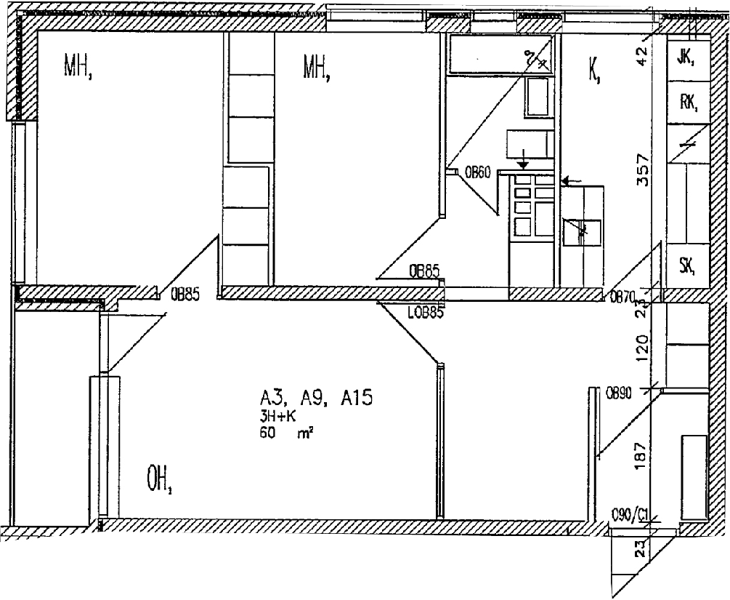 MH,
MH,
K,
42
JK,
RK,
357
OB60
SK,
OB85
OB85
OB70,
23
LOB85
120
A3, A9, A15
3H+K
60 m²
OB90
187
OH,
O90/C1
23